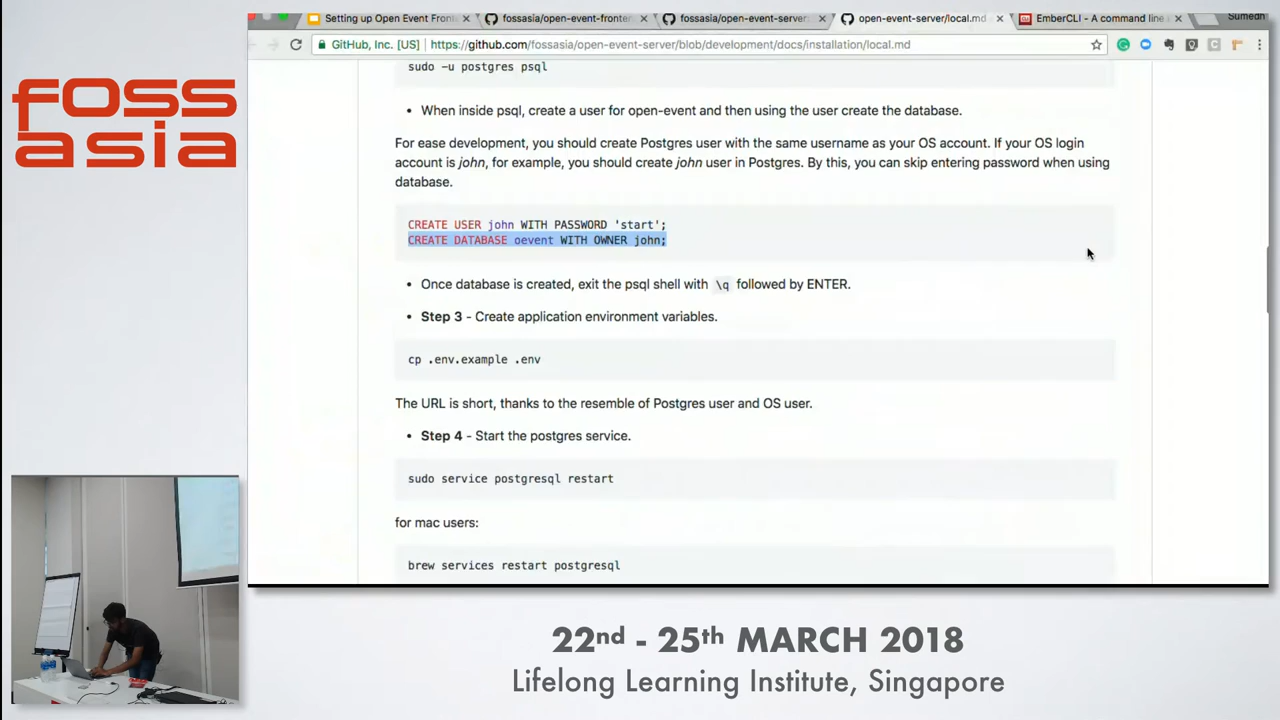 Setting up Open Event Fron
fossasia/open-event-fronte
fossasia/open-event-server
open-event-server/local.md
EmberCLI - A command line
Sumedh
GitHub, Inc. [US] https://github.com/fossasia/open-event-server/blob/development/docs/installation/local.md
foss
asia
sudo -u postgres psql
• When inside psql, create a user for open-event and then using the user create the database.
For ease development, you should create Postgres user with the same username as your OS account. If your OS login
account is john, for example, you should create john user in Postgres. By this, you can skip entering password when using
database.
CREATE USER john WITH PASSWORD 'start';
CREATE DATABASE oevent WITH OWNER john;
• Once database is created, exit the psql shell with \q followed by ENTER.
• Step 3 - Create application environment variables.
cp .env.example .env
The URL is short, thanks to the resemble of Postgres user and OS user.
• Step 4 - Start the postgres service.
sudo service postgresql restart
for mac users:
brew services restart postgresql
22nd - 25th MARCH 2018
Lifelong Learning Institute, Singapore